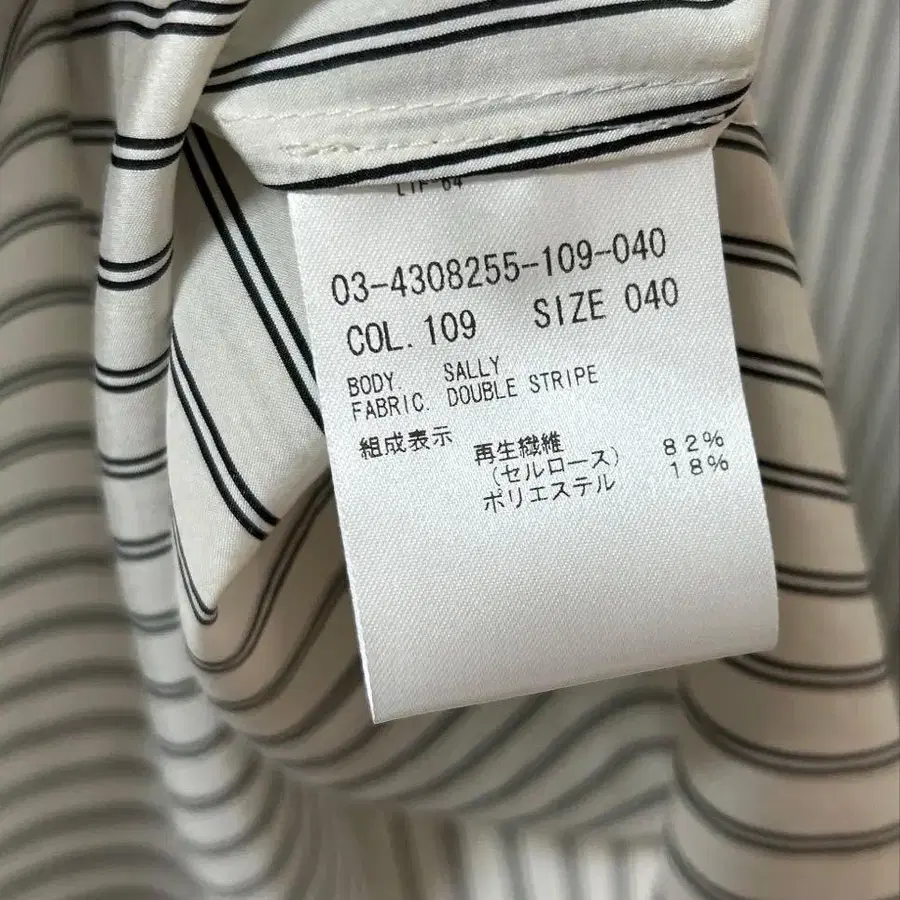 03-4308255-109-040
COL. 109 SIZE 040
BODY. SALLY
FABRIC. DOUBLE STRIPE
組成表示 再生繊維 82%
(セルロース)
ポリエステル 18%